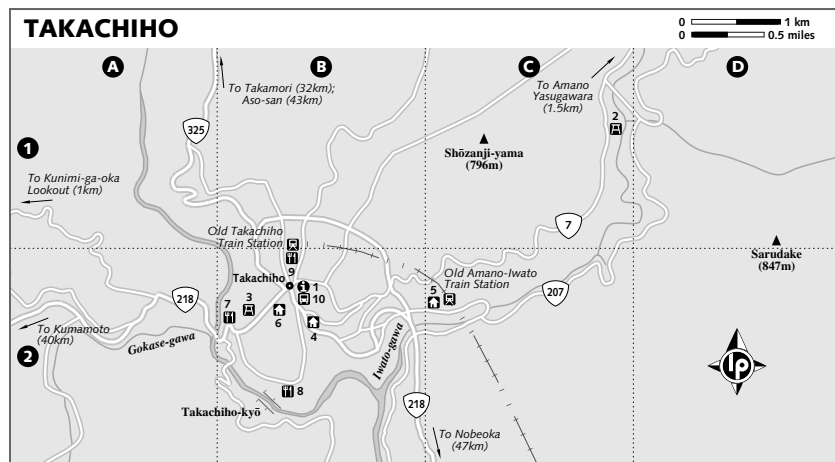 TAKACHIHO
0 1 km
0 0.5 miles
A
B
C
D
To Takamori (32km);
Aso-san (43km)
To Amano
Yasugawara
(1.5km)
2
325
1
Shōzanji-yama
(796m)
To Kunimi-ga-oka
Lookout (1km)
7
Old Takachiho
Train Station
Sarudake
(847m)
9
Takachiho
1
Old Amano-Iwato
Train Station
218
207
7
3
10
5
6
4
To Kumamoto
(40km)
Gokase-gawa
Iwato-gawa
2
lp
8
Takachiho-kyō
218
To Nobeoka
(47km)